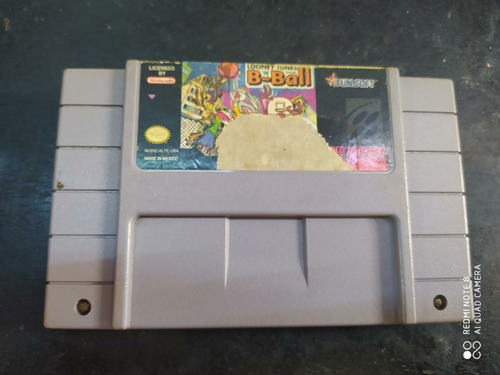 LICENSED
BY
Nintendo
LOONEY TUNES
B-Ball
SUNSOFT
MADE IN MEXICO
REDMI NOTE 8
AI QUAD CAMERA